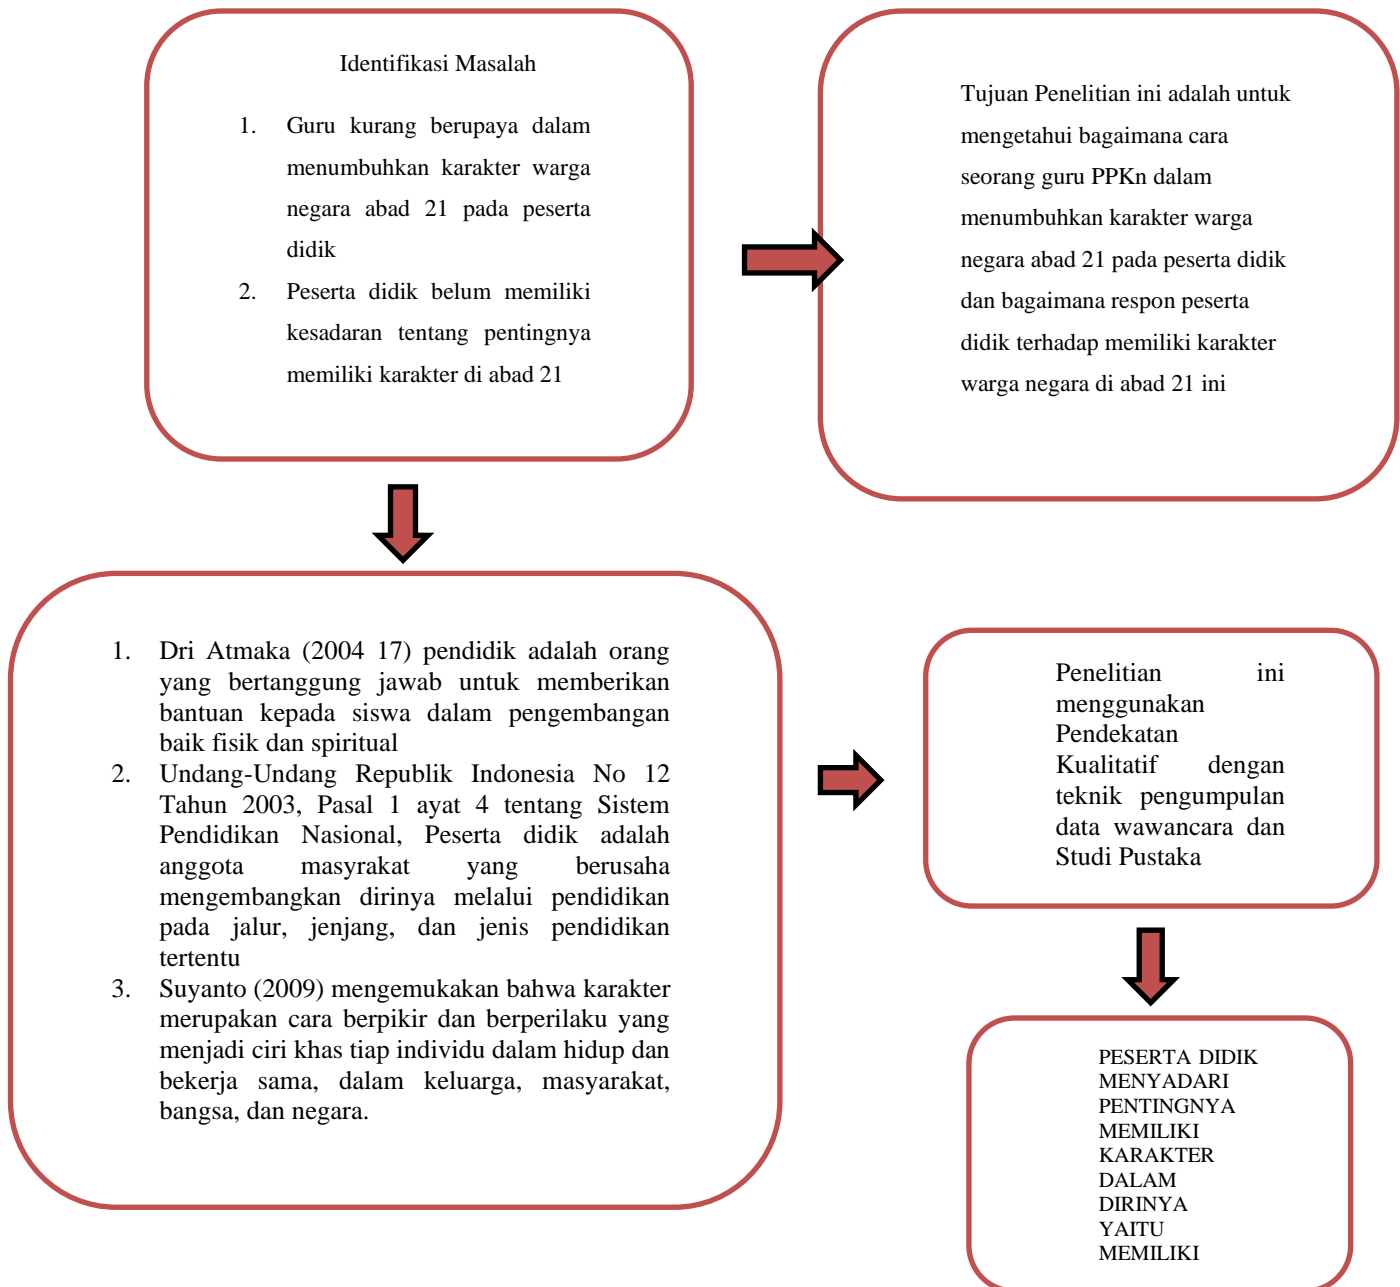 Identifikasi Masalah
1. Guru kurang berupaya dalam
menumbuhkan karakter warga
negara abad 21 pada peserta
didik
2. Peserta didik belum memiliki
kesadaran tentang pentingnya
memiliki karakter di abad 21
Tujuan Penelitian ini adalah untuk
mengetahui bagaimana cara
seorang guru PPKn dalam
menumbuhkan karakter warga
negara abad 21 pada peserta didik
dan bagaimana respon peserta
didik terhadap memiliki karakter
warga negara di abad 21 ini
1. Dri Atmaka (2004 17) pendidik adalah orang
yang bertanggung jawab untuk memberikan
bantuan kepada siswa dalam pengembangan
baik fisik dan spiritual
2. Undang-Undang Republik Indonesia No 12
Tahun 2003, Pasal 1 ayat 4 tentang Sistem
Pendidikan Nasional, Peserta didik adalah
anggota masyrakat yang berusaha
mengembangkan dirinya melalui pendidikan
pada jalur, jenjang, dan jenis pendidikan
tertentu
3. Suyanto (2009) mengemukakan bahwa karakter
merupakan cara berpikir dan berperilaku yang
menjadi ciri khas tiap individu dalam hidup dan
bekerja sama, dalam keluarga, masyarakat,
bangsa, dan negara.
Penelitian ini
menggunakan
Pendekatan
Kualitatif dengan
teknik pengumpulan
data wawancara dan
Studi Pustaka
PESERTA DIDIK
MENYADARI
PENTINGNYA
MEMILIKI
KARAKTER
DALAM
DIRINYA
YAITU
MEMILIKI